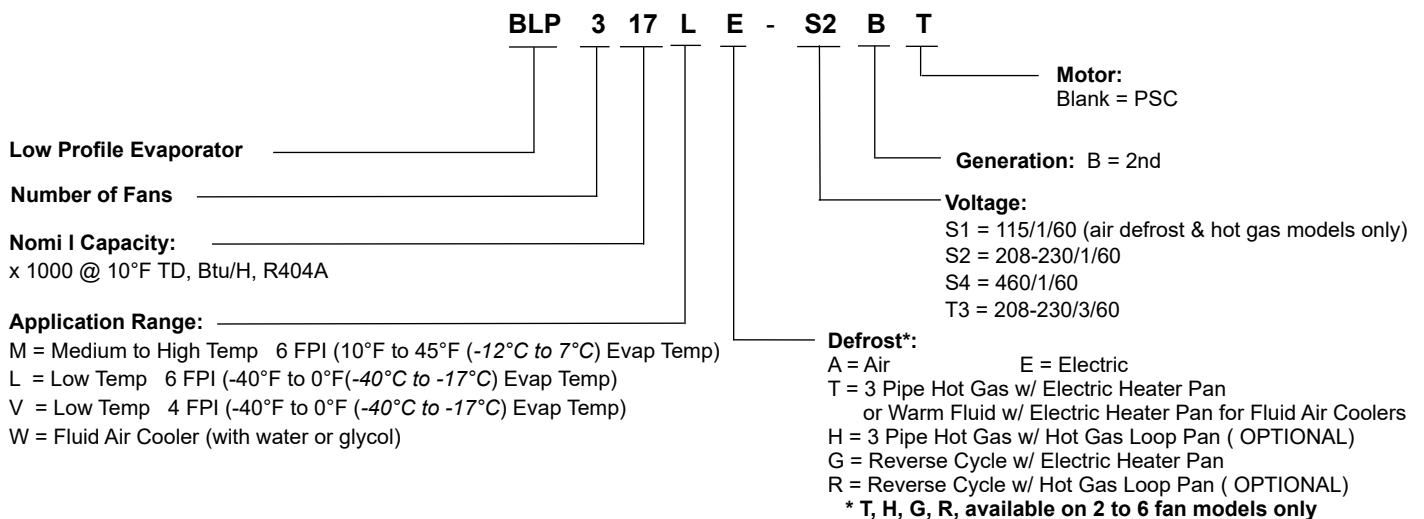 BLP 3 17 L E - S2 B T
Motor:
Blank = PSC
Low Profile Evaporator
Generation: B = 2nd
Number of Fans
Voltage:
S1 = 115/1/60 (air defrost & hot gas models only)
S2 = 208-230/1/60
S4 = 460/1/60
T3 = 208-230/3/60
Nomi l Capacity:
x 1000 @ 10°F TD, Btu/H, R404A
Application Range:
M = Medium to High Temp 6 FPI (10°F to 45°F (-12°C to 7°C) Evap Temp)
L = Low Temp 6 FPI (-40°F to 0°F(-40°C to -17°C) Evap Temp)
V = Low Temp 4 FPI (-40°F to 0°F (-40°C to -17°C) Evap Temp)
W = Fluid Air Cooler (with water or glycol)
Defrost*:
A = Air E = Electric
T = 3 Pipe Hot Gas w/ Electric Heater Pan
or Warm Fluid w/ Electric Heater Pan for Fluid Air Coolers
H = 3 Pipe Hot Gas w/ Hot Gas Loop Pan ( OPTIONAL)
G = Reverse Cycle w/ Electric Heater Pan
R = Reverse Cycle w/ Hot Gas Loop Pan ( OPTIONAL)
* T, H, G, R, available on 2 to 6 fan models only